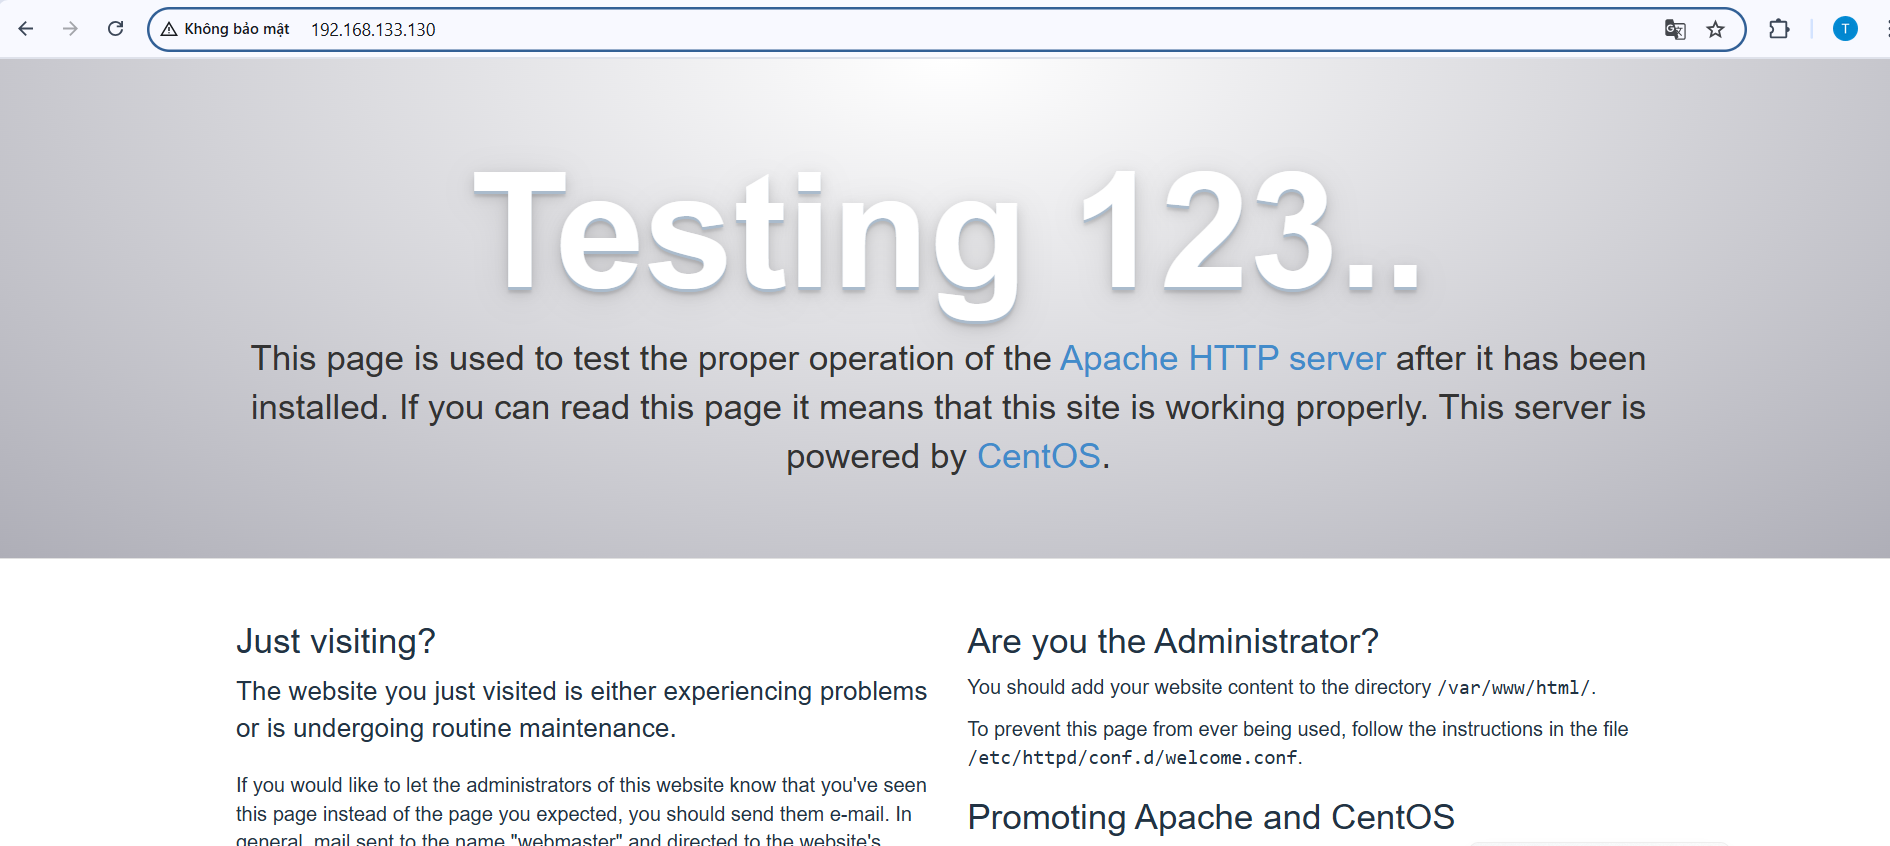 Không bảo mật 192.168.133.130
T
Testing 123..
This page is used to test the proper operation of the Apache HTTP server after it has been
installed. If you can read this page it means that this site is working properly. This server is
powered by CentOS.
Just visiting?
The website you just visited is either experiencing problems
or is undergoing routine maintenance.
If you would like to let the administrators of this website know that you've seen
this page instead of the page you expected, you should send them e-mail. In
general, mail sent to the name "webmaster" and directed to the website's
Are you the Administrator?
You should add your website content to the directory /var/www/html/.
To prevent this page from ever being used, follow the instructions in the file
/etc/httpd/conf.d/welcome.conf.
Promoting Apache and CentOS